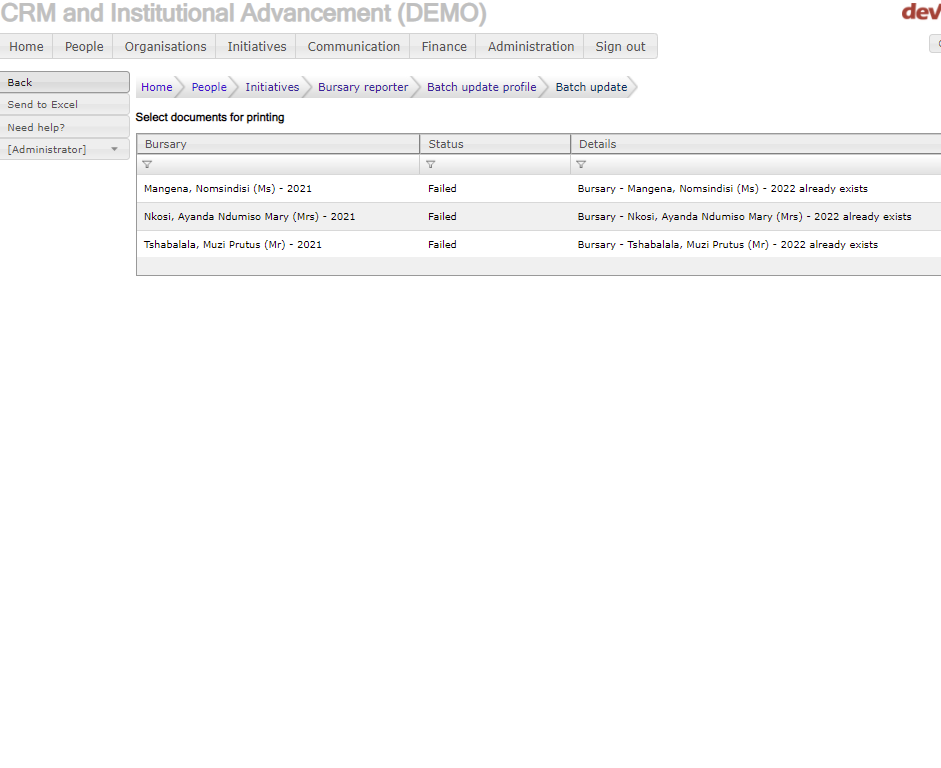 CRM and Institutional Advancement (DEMO)
dev
Home People Organisations Initiatives Communication Finance Administration Sign out
Back
Send to Excel
Need help?
[Administrator]
Home People Initiatives Bursary reporter Batch update profile Batch update
Select documents for printing
Bursary Status Details
Mangena, Nomsindisi (Ms) - 2021 Failed Bursary - Mangena, Nomsindisi (Ms) - 2022 already exists
Nkosi, Ayanda Ndumiso Mary (Mrs) - 2021 Failed Bursary - Nkosi, Ayanda Ndumiso Mary (Mrs) - 2022 already exists
Tshabalala, Muzi Prutus (Mr) - 2021 Failed Bursary - Tshabalala, Muzi Prutus (Mr) - 2022 already exists